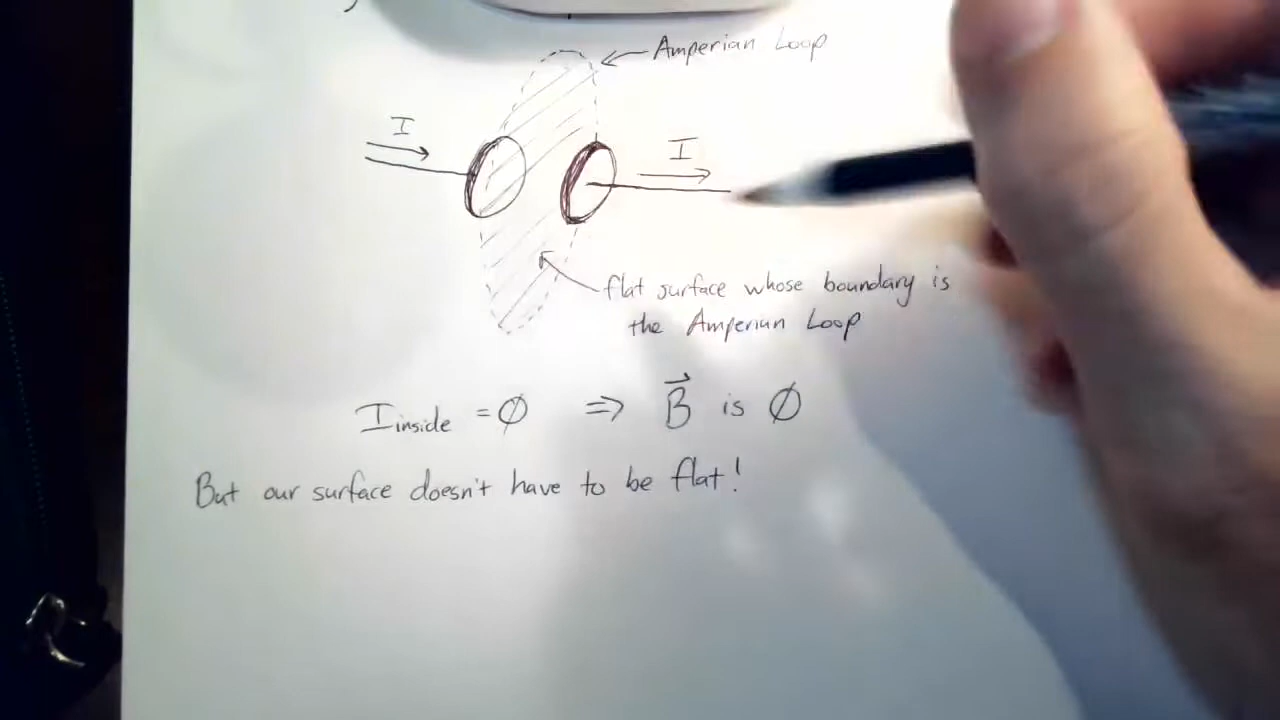 Amperian Loop
I
I
flat surface whose boundary is
the Amperian Loop
I inside = Ø ⇒ B⃗ is Ø
But our surface doesn't have to be flat!